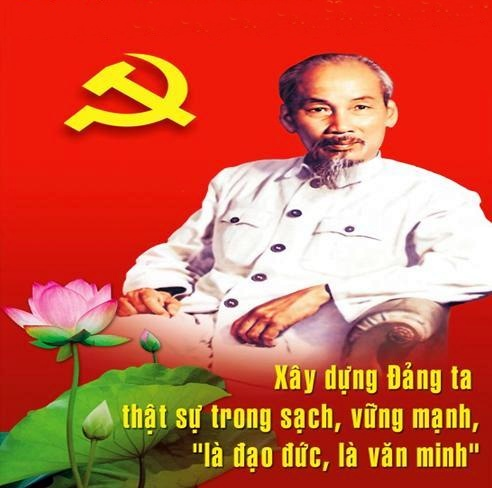 Xây dựng Đảng ta
thật sự trong sạch, vững mạnh,
"là đạo đức, là văn minh"